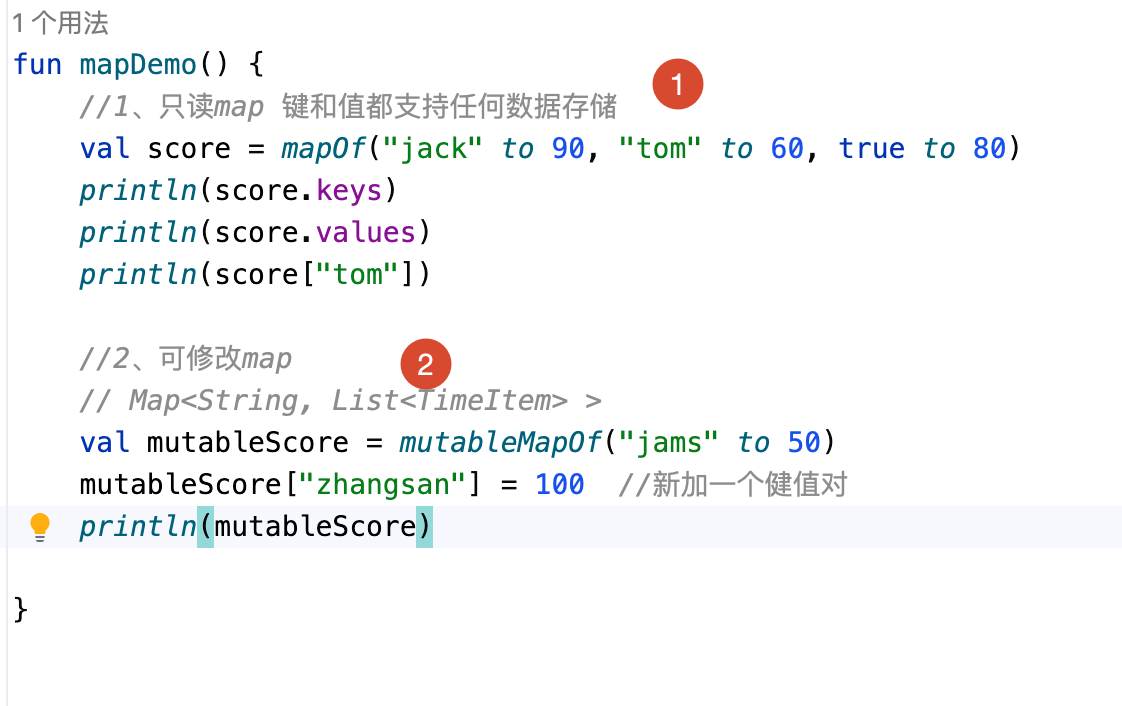 1 个用法
fun mapDemo() {
//1、只读map 键和值都支持任何数据存储
1
val score = mapOf("jack" to 90, "tom" to 60, true to 80)
println(score.keys)
println(score.values)
println(score["tom"])
//2、可修改map
2
// Map<String, List<TimeItem> >
val mutableScore = mutableMapOf("jams" to 50)
mutableScore["zhangsan"] = 100 //新加一个健值对
println(mutableScore)
}